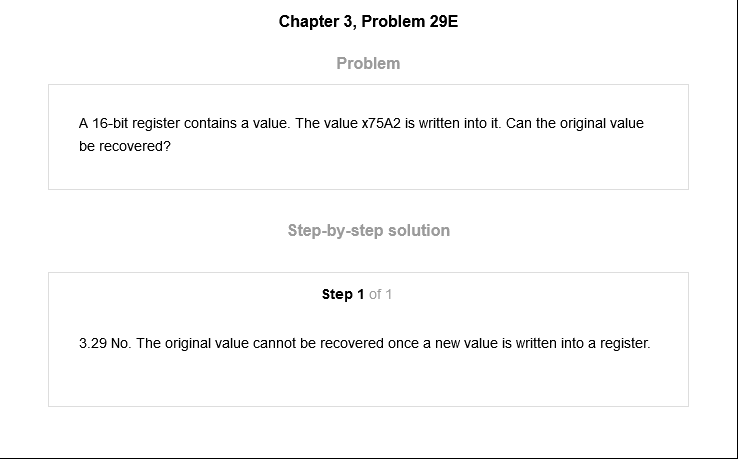 Chapter 3, Problem 29E
Problem
A 16-bit register contains a value. The value x75A2 is written into it. Can the original value
be recovered?
Step-by-step solution
Step 1 of 1
3.29 No. The original value cannot be recovered once a new value is written into a register.